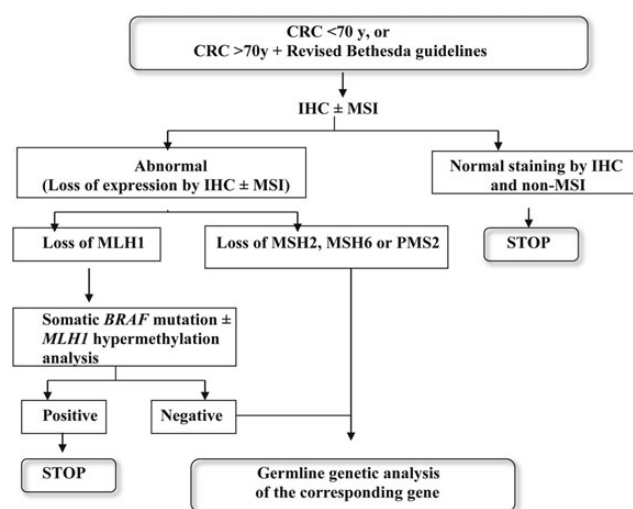 CRC <70 y, or
CRC >70y + Revised Bethesda guidelines
IHC ± MSI
Abnormal
(Loss of expression by IHC ± MSI)
Normal staining by IHC
and non-MSI
Loss of MLH1
Loss of MSH2, MSH6 or PMS2
STOP
Somatic BRAF mutation ±
MLH1 hypermethylation
analysis
Positive
Negative
STOP
Germline genetic analysis
of the corresponding gene